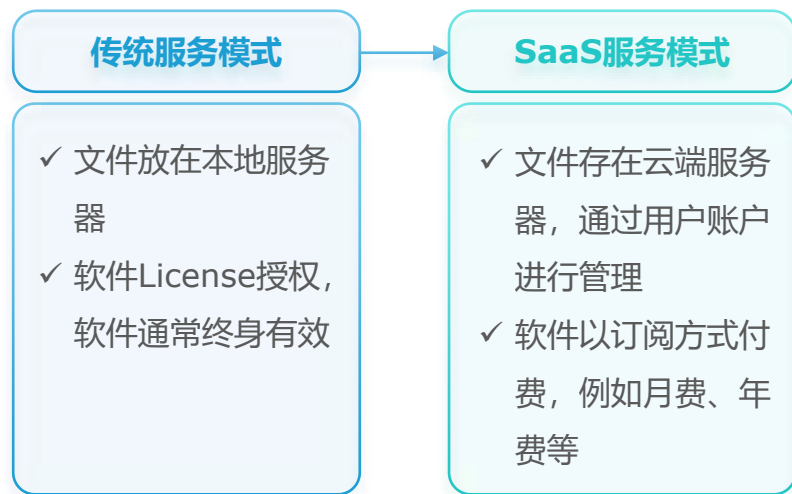 传统服务模式
SaaS服务模式
✓ 文件放在本地服务
器
✓ 软件License授权，
软件通常终身有效
✓ 文件存在云端服务
器，通过用户账户
进行管理
✓ 软件以订阅方式付
费，例如月费、年
费等